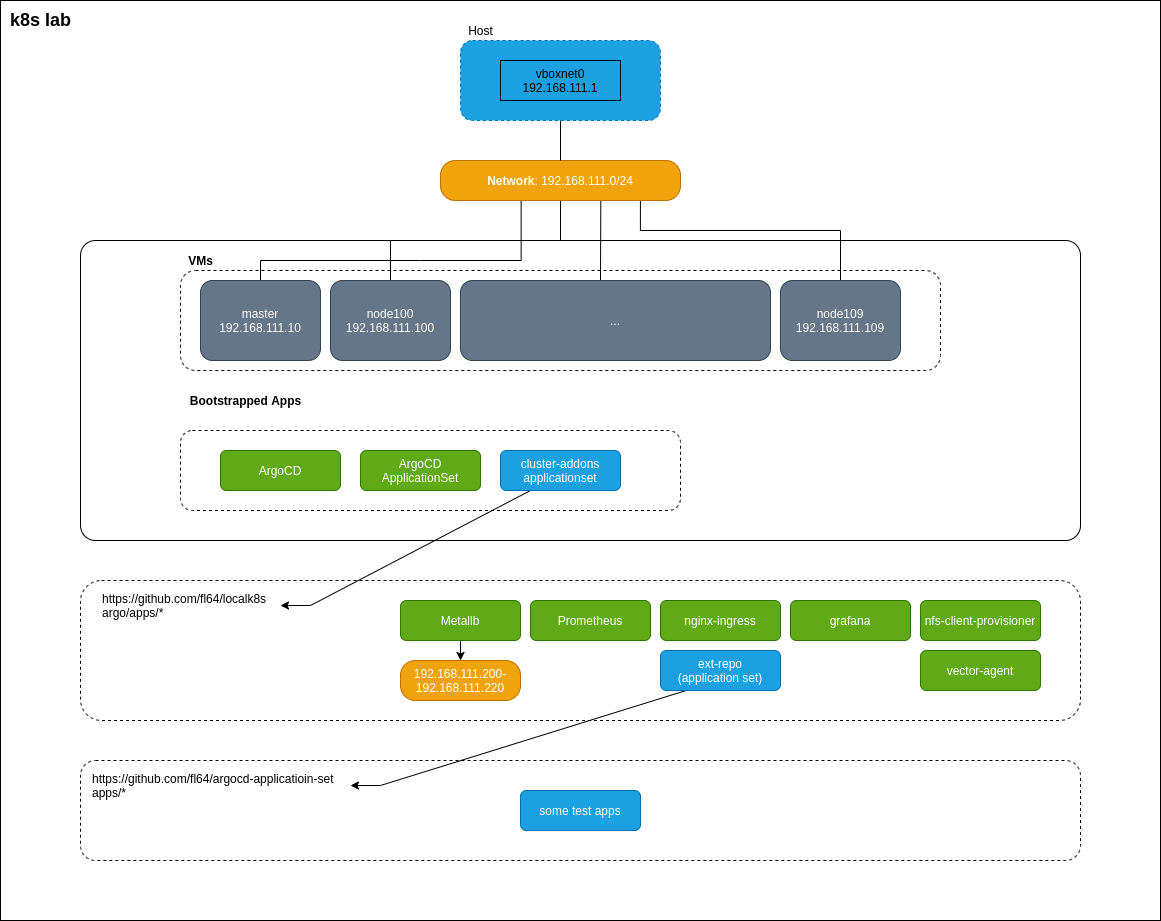 k8s lab
Host
vboxnet0
192.168.111.1
Network: 192.168.111.0/24
VMs
master
192.168.111.10
node100
192.168.111.100
...
node109
192.168.111.109
Bootstrapped Apps
ArgoCD
ArgoCD
ApplicationSet
cluster-addons
applicationset
https://github.com/fl64/localk8s
argo/apps/*
Metallb
Prometheus
nginx-ingress
grafana
nfs-client-provisioner
192.168.111.200-
192.168.111.220
ext-repo
(application set)
vector-agent
https://github.com/fl64/argocd-applicatioin-set
apps/*
some test apps